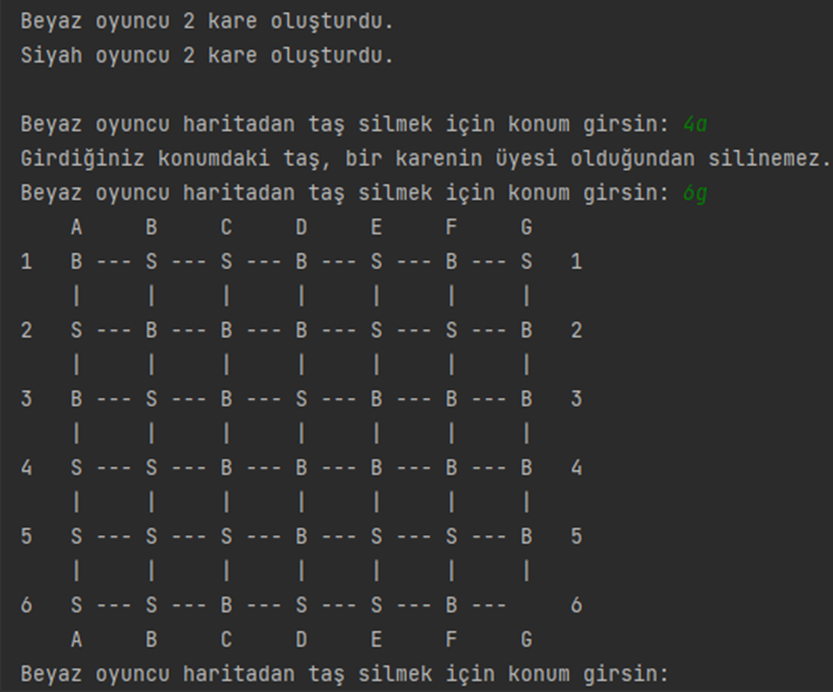 Beyaz oyuncu 2 kare oluşturdu.
Siyah oyuncu 2 kare oluşturdu.
Beyaz oyuncu haritadan taş silmek için konum girsin: 4a
Girdiğiniz konumdaki taş, bir karenin üyesi olduğundan silinemez.
Beyaz oyuncu haritadan taş silmek için konum girsin: 6g
    A     B     C     D     E     F     G
1   B --- S --- S --- B --- S --- B --- S   1
    |     |     |     |     |     |     |
2   S --- B --- B --- B --- S --- S --- B   2
    |     |     |     |     |     |     |
3   B --- S --- B --- S --- B --- B --- B   3
    |     |     |     |     |     |     |
4   S --- S --- B --- B --- B --- B --- B   4
    |     |     |     |     |     |     |
5   S --- S --- S --- B --- S --- S --- B   5
    |     |     |     |     |     |     |
6   S --- S --- B --- S --- S --- B ---     6
    A     B     C     D     E     F     G
Beyaz oyuncu haritadan taş silmek için konum girsin: